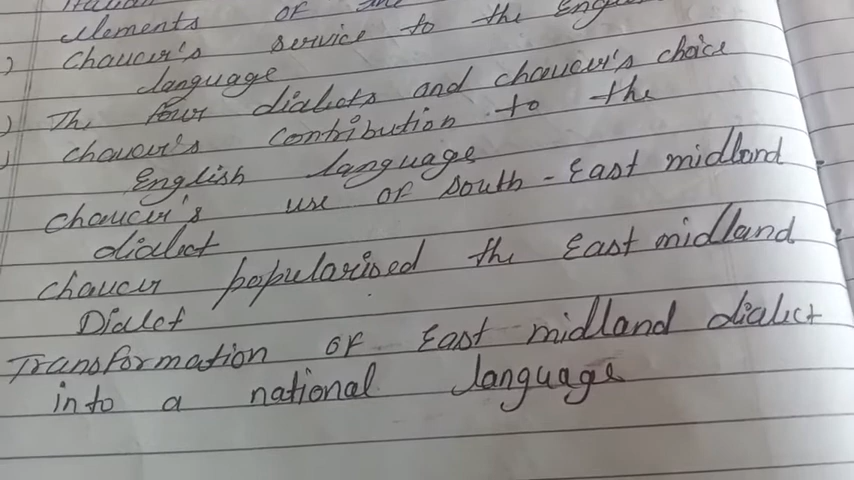 elements of the
) Chaucer's service to the
language
) The four dialects and chaucer's choice
) chaucer's contribution to the
English language
chaucer's use of South-East midland
dialect
chaucer popularised the East midland
Dialet
Transformation of East midland dialect
into a national language